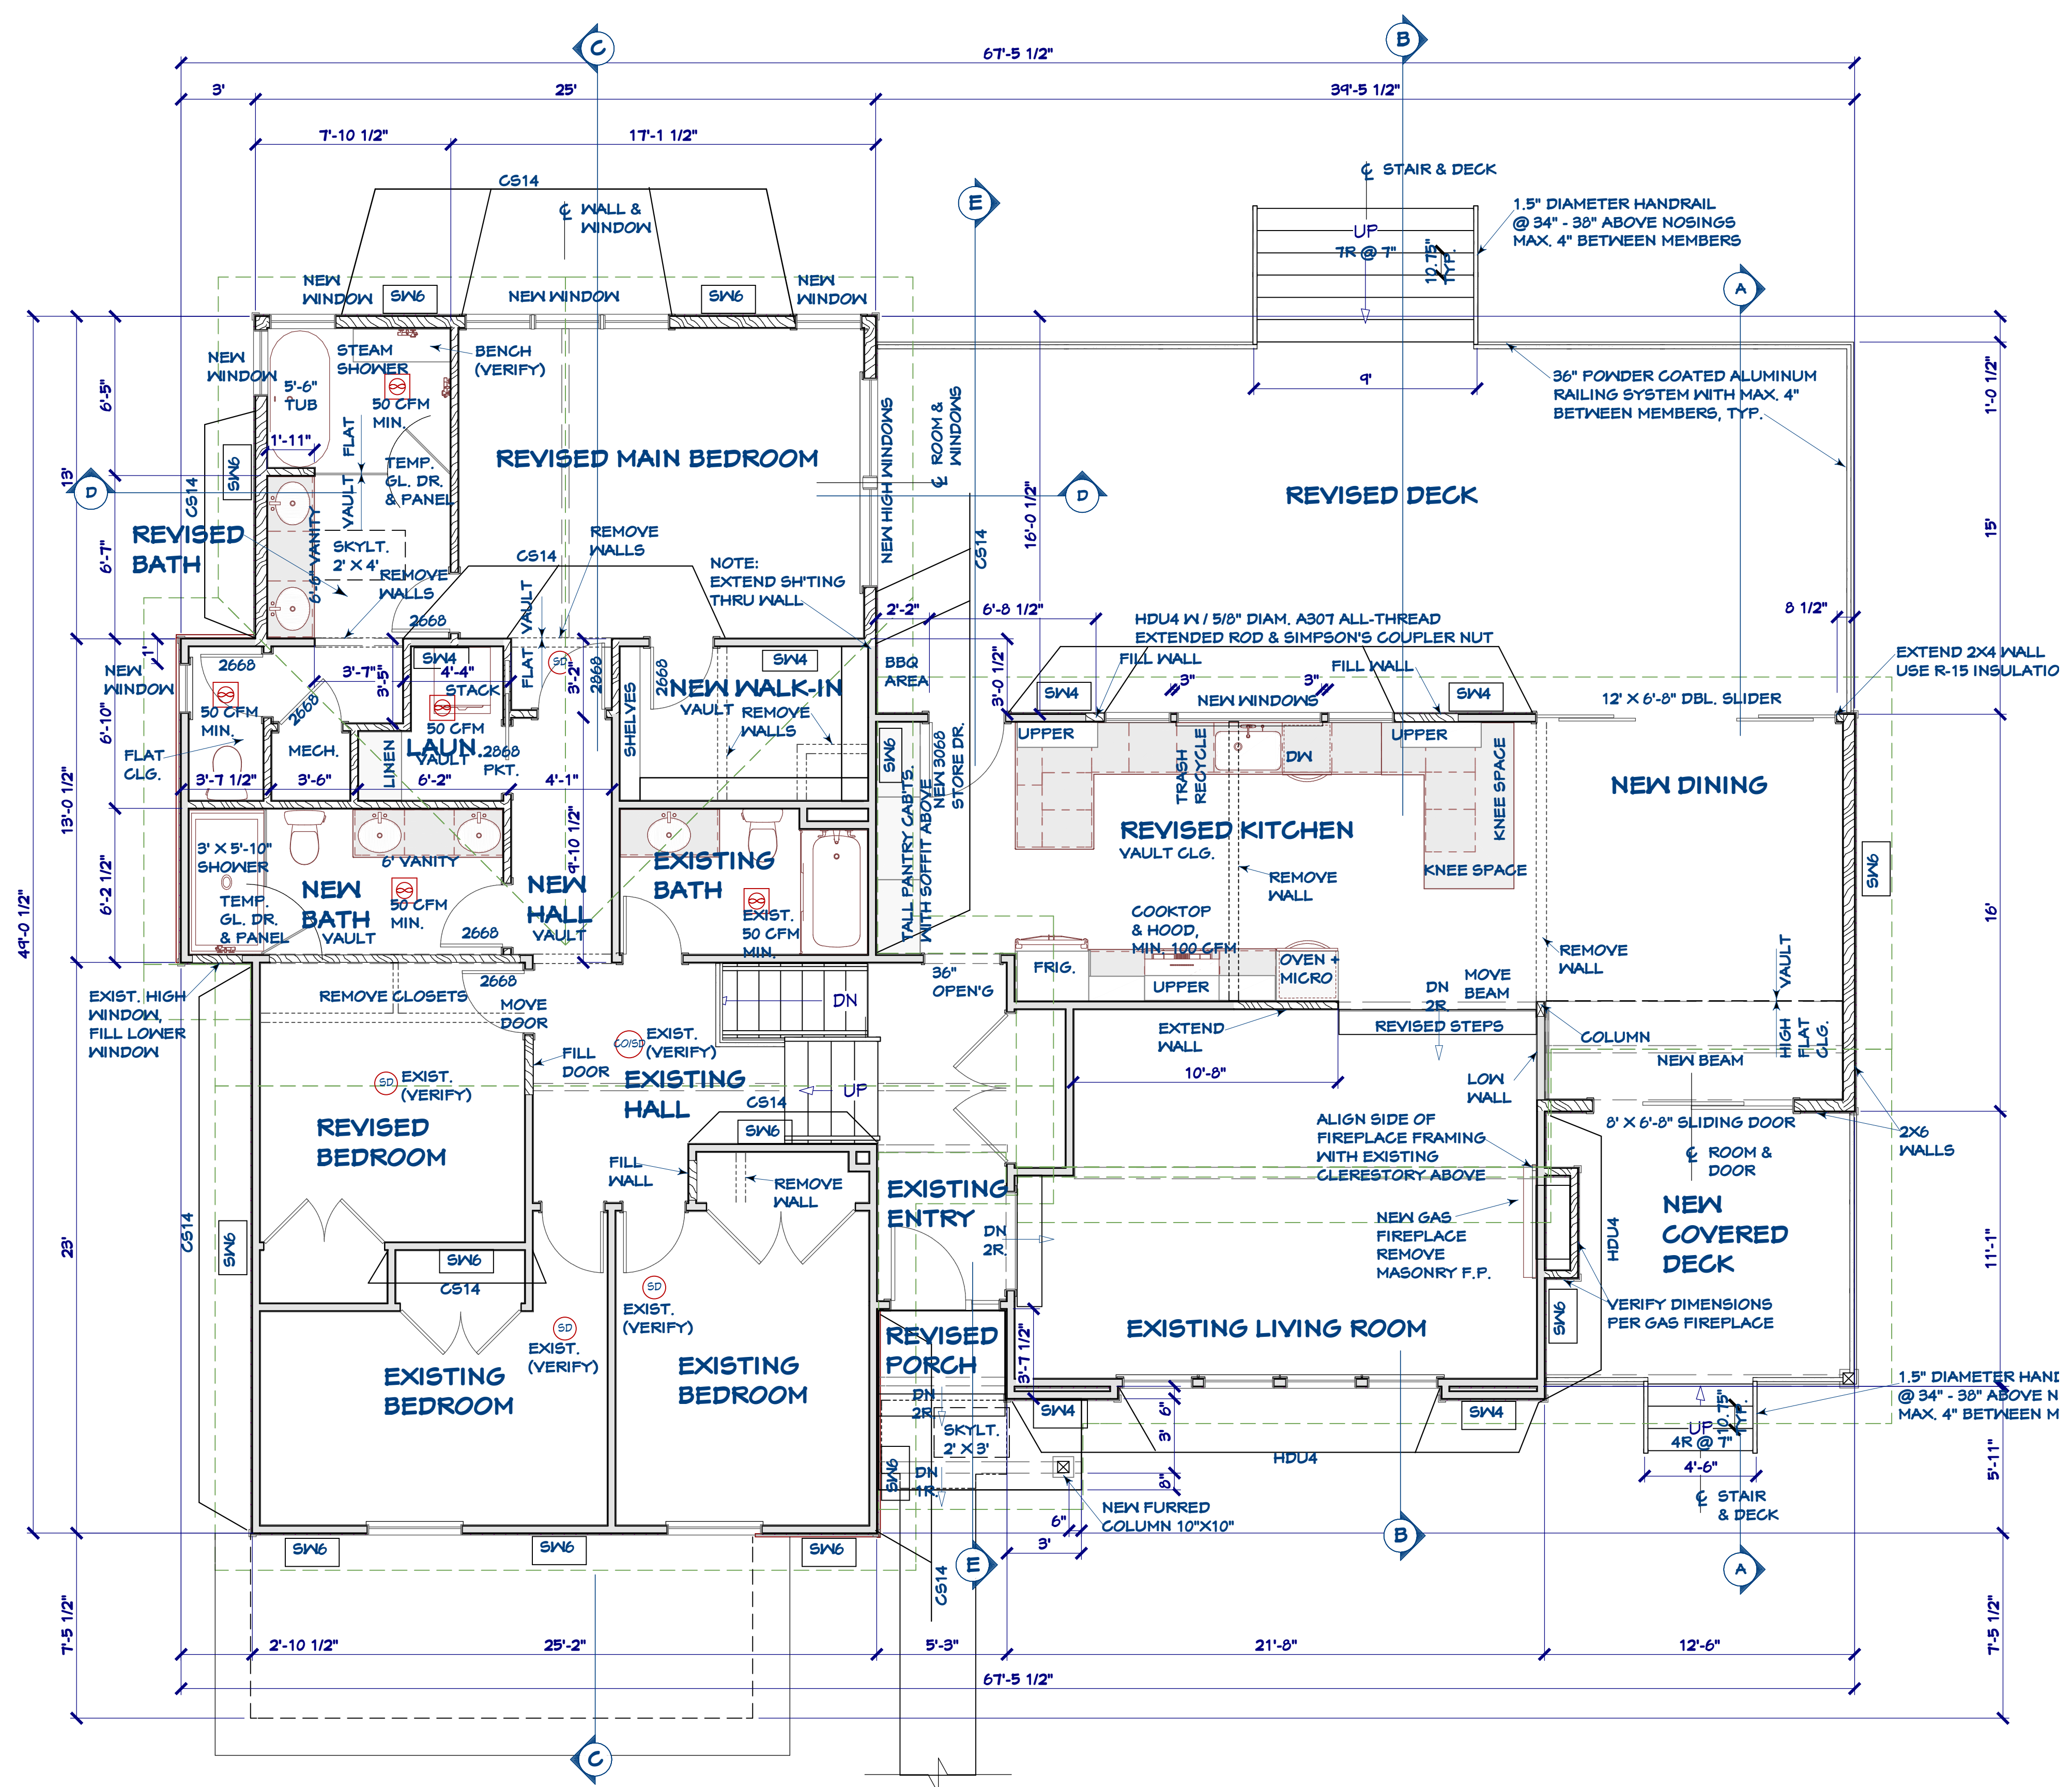 C
B
67'-5 1/2"
3'
25'
39'-5 1/2"
7'-10 1/2"
17'-1 1/2"
CS14
℄ WALL &
WINDOW
E
℄ STAIR & DECK
UP
7R @ 7"
10.75"
TYP.
1.5" DIAMETER HANDRAIL
@ 34" - 38" ABOVE NOSINGS
MAX. 4" BETWEEN MEMBERS
A
NEW
WINDOW
SW6
NEW WINDOW
SW6
NEW
WINDOW
9'
36" POWDER COATED ALUMINUM
RAILING SYSTEM WITH MAX. 4"
BETWEEN MEMBERS, TYP.
1'-0 1/2"
NEW
WINDOW
STEAM
SHOWER
BENCH
(VERIFY)
5'-6"
TUB
50 CFM
MIN.
1'-11"
FLAT
VAULT
TEMP.
GL. DR.
& PANEL
6'-5"
13'
SW6
CS14
D
REVISED MAIN BEDROOM
NEW HIGH WINDOWS
℄ ROOM &
WINDOWS
D
16'-0 1/2"
REVISED DECK
15'
REVISED
BATH
6'-6" VANITY
SKYLT.
2' X 4'
REMOVE
WALLS
6'-7"
CS14
REMOVE
WALLS
NOTE:
EXTEND SH'TING
THRU WALL
CS14
2668
VAULT
FLAT
2'-2"
6'-8 1/2"
HDU4 W / 5/8" DIAM. A307 ALL-THREAD
EXTENDED ROD & SIMPSON'S COUPLER NUT
8 1/2"
1'
NEW
WINDOW
2668
50 CFM
MIN.
3'-7"
3'-5"
SW4
4'-4"
STACK
50 CFM
MIN.
SD
3'-2"
2868
SHELVES
2668
SW4
NEW WALK-IN
VAULT
REMOVE
WALLS
BBQ
AREA
3'-0 1/2"
FILL WALL
FILL WALL
EXTEND 2X4 WALL
USE R-15 INSULATIO
SW4
3"
NEW WINDOWS
3"
SW4
12' X 6'-8" DBL. SLIDER
2668
MECH.
LINEN
LAUN.
VAULT
2868
PKT.
FLAT
CLG.
3'-7 1/2"
3'-6"
6'-2"
4'-1"
6'-10"
13'-0 1/2"
SW6
NEW 3068
STORE DR.
UPPER
TRASH
RECYCLE
DW
UPPER
KNEE SPACE
NEW DINING
REVISED KITCHEN
VAULT CLG.
KNEE SPACE
SW6
3' X 5'-10"
SHOWER
6' VANITY
TEMP.
GL. DR.
& PANEL
NEW
BATH
VAULT
50 CFM
MIN.
2668
NEW
HALL
VAULT
9'-10 1/2"
EXISTING
BATH
EXIST.
50 CFM
MIN.
TALL PANTRY CAB'TS.
WITH SOFFIT ABOVE
REMOVE
WALL
COOKTOP
& HOOD,
MIN. 100 CFM
6'-2 1/2"
49'-0 1/2"
16'
FRIG.
UPPER
OVEN +
MICRO
REMOVE
WALL
VAULT
HIGH
FLAT
CLG.
EXIST. HIGH
WINDOW,
FILL LOWER
WINDOW
REMOVE CLOSETS
2668
MOVE
DOOR
DN
36"
OPEN'G
DN
2R.
MOVE
BEAM
REVISED STEPS
EXTEND
WALL
COLUMN
NEW BEAM
CO/SD
EXIST.
(VERIFY)
FILL
DOOR
SD
EXIST.
(VERIFY)
EXISTING
HALL
UP
CS14
SW6
10'-8"
LOW
WALL
ALIGN SIDE OF
FIREPLACE FRAMING
WITH EXISTING
CLERESTORY ABOVE
8' X 6'-8" SLIDING DOOR
℄ ROOM &
DOOR
2X6
WALLS
REVISED
BEDROOM
FILL
WALL
REMOVE
WALL
EXISTING
ENTRY
DN
2R.
NEW GAS
FIREPLACE
REMOVE
MASONRY F.P.
HDU4
NEW
COVERED
DECK
11'-1"
23'
CS14
SW6
SW6
CS14
SD
EXIST.
(VERIFY)
SD
EXIST.
(VERIFY)
VERIFY DIMENSIONS
PER GAS FIREPLACE
SW6
EXISTING LIVING ROOM
REVISED
PORCH
3'-7 1/2"
EXISTING
BEDROOM
EXISTING
BEDROOM
DN
2R.
SKYLT.
2' X 3'
SW6
DN
1R.
SW4
6"
3'
8"
SW4
HDU4
UP
4R @ 7"
10.75"
TYP.
4'-6"
℄ STAIR
& DECK
1.5" DIAMETER HAND
@ 34" - 38" ABOVE N
MAX. 4" BETWEEN M
5'-11"
NEW FURRED
COLUMN 10"X10"
6"
3'
SW6
SW6
SW6
CS14
E
B
A
7'-5 1/2"
7'-5 1/2"
2'-10 1/2"
25'-2"
5'-3"
21'-8"
12'-6"
67'-5 1/2"
C